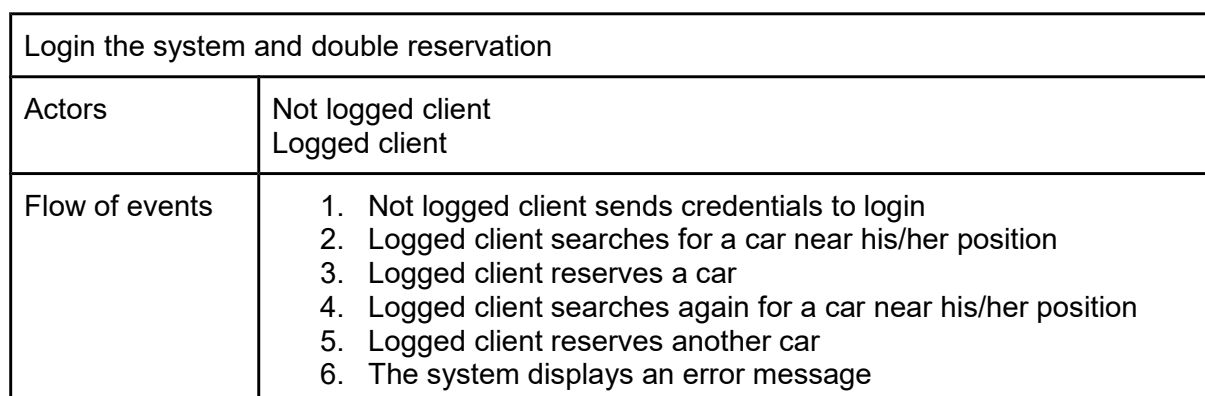 Login the system and double reservation
Actors
Not logged client
Logged client
Flow of events
1. Not logged client sends credentials to login
2. Logged client searches for a car near his/her position
3. Logged client reserves a car
4. Logged client searches again for a car near his/her position
5. Logged client reserves another car
6. The system displays an error message